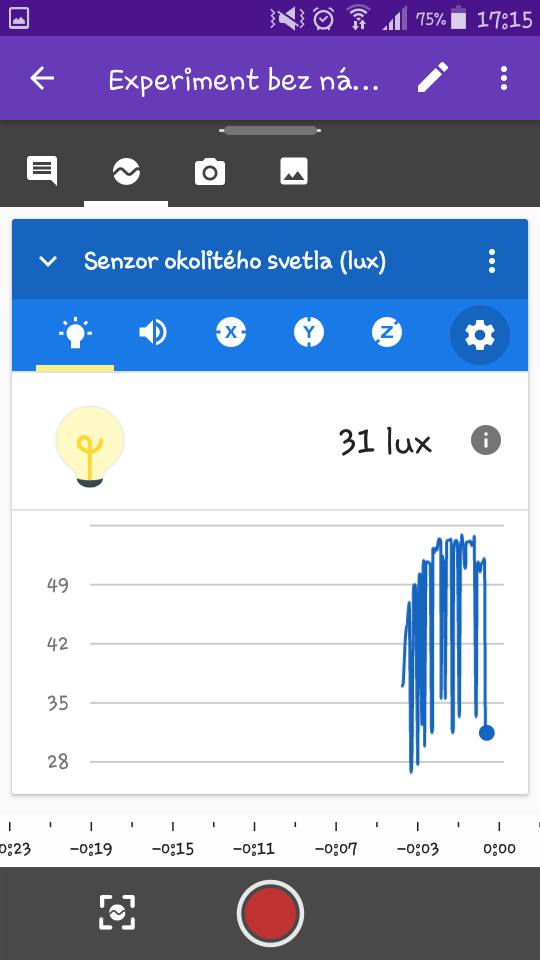 75% 17:15
Experiment bez ná...
Senzor okolitého svetla (lux)
X Y Z
31 lux
49
42
35
28
0:23 -0:19 -0:15 -0:11 -0:07 -0:03 0:00